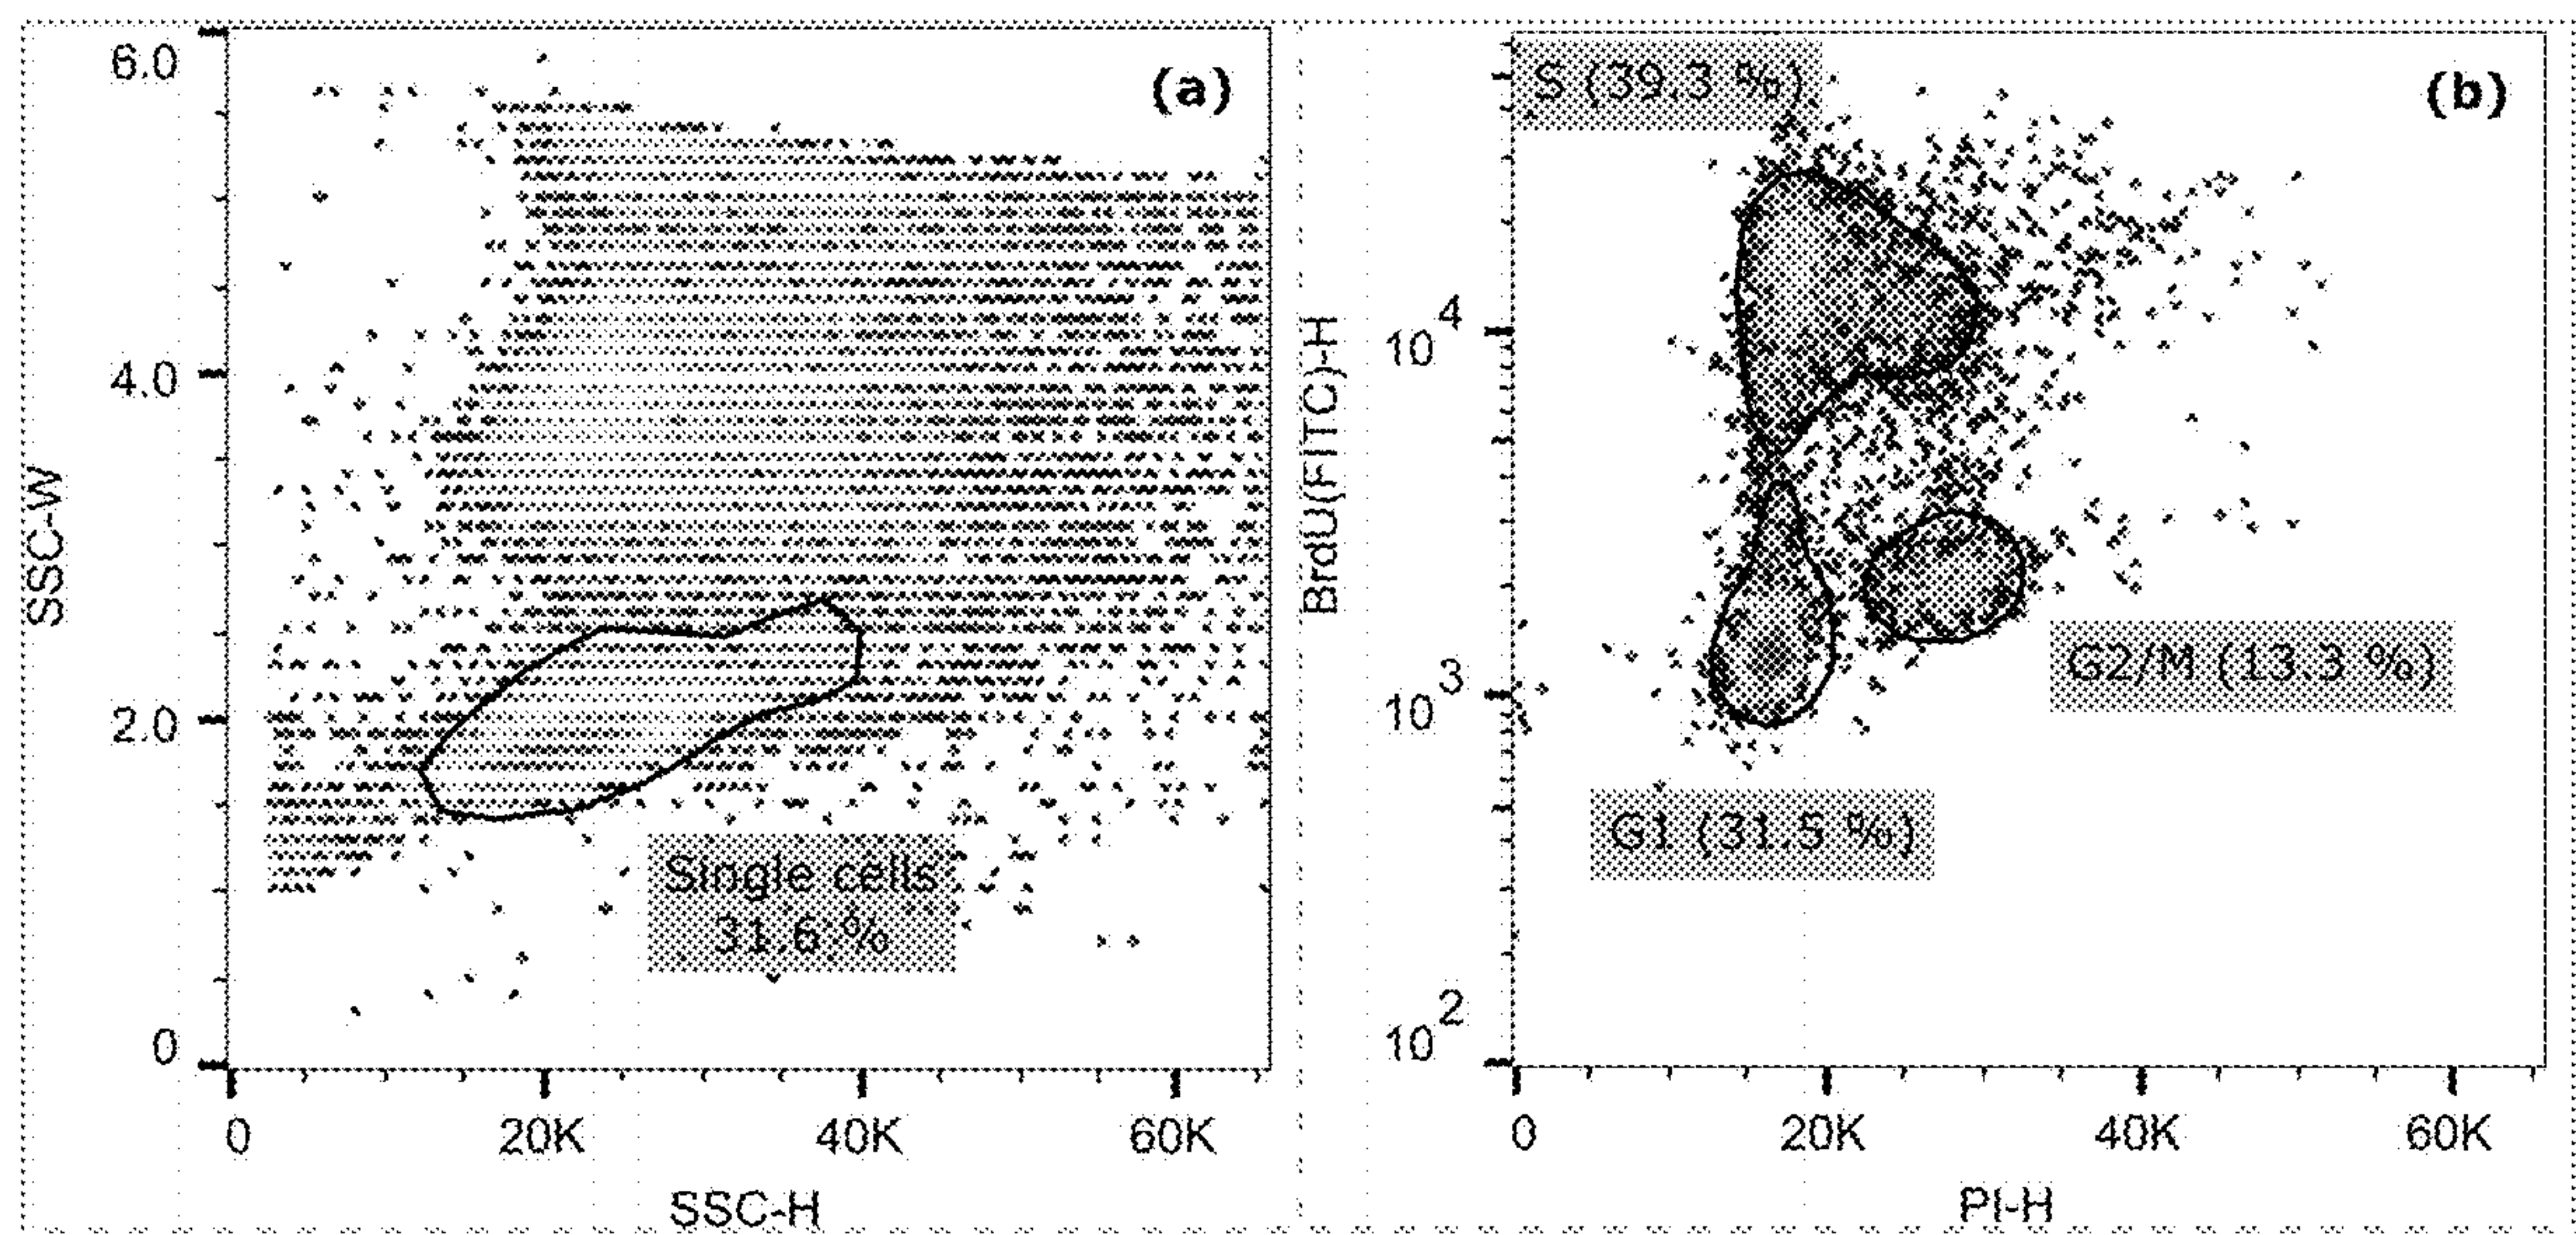 (a)
6.0
4.0
2.0
0
SSC-W
Single cells
31.6 %
0 20K 40K 60K
SSC-H
(b)
S (39.3 %)
10^4
10^3
10^2
BrdU(FITC)-H
G2/M (13.3 %)
G1 (31.5 %)
0 20K 40K 60K
PI-H